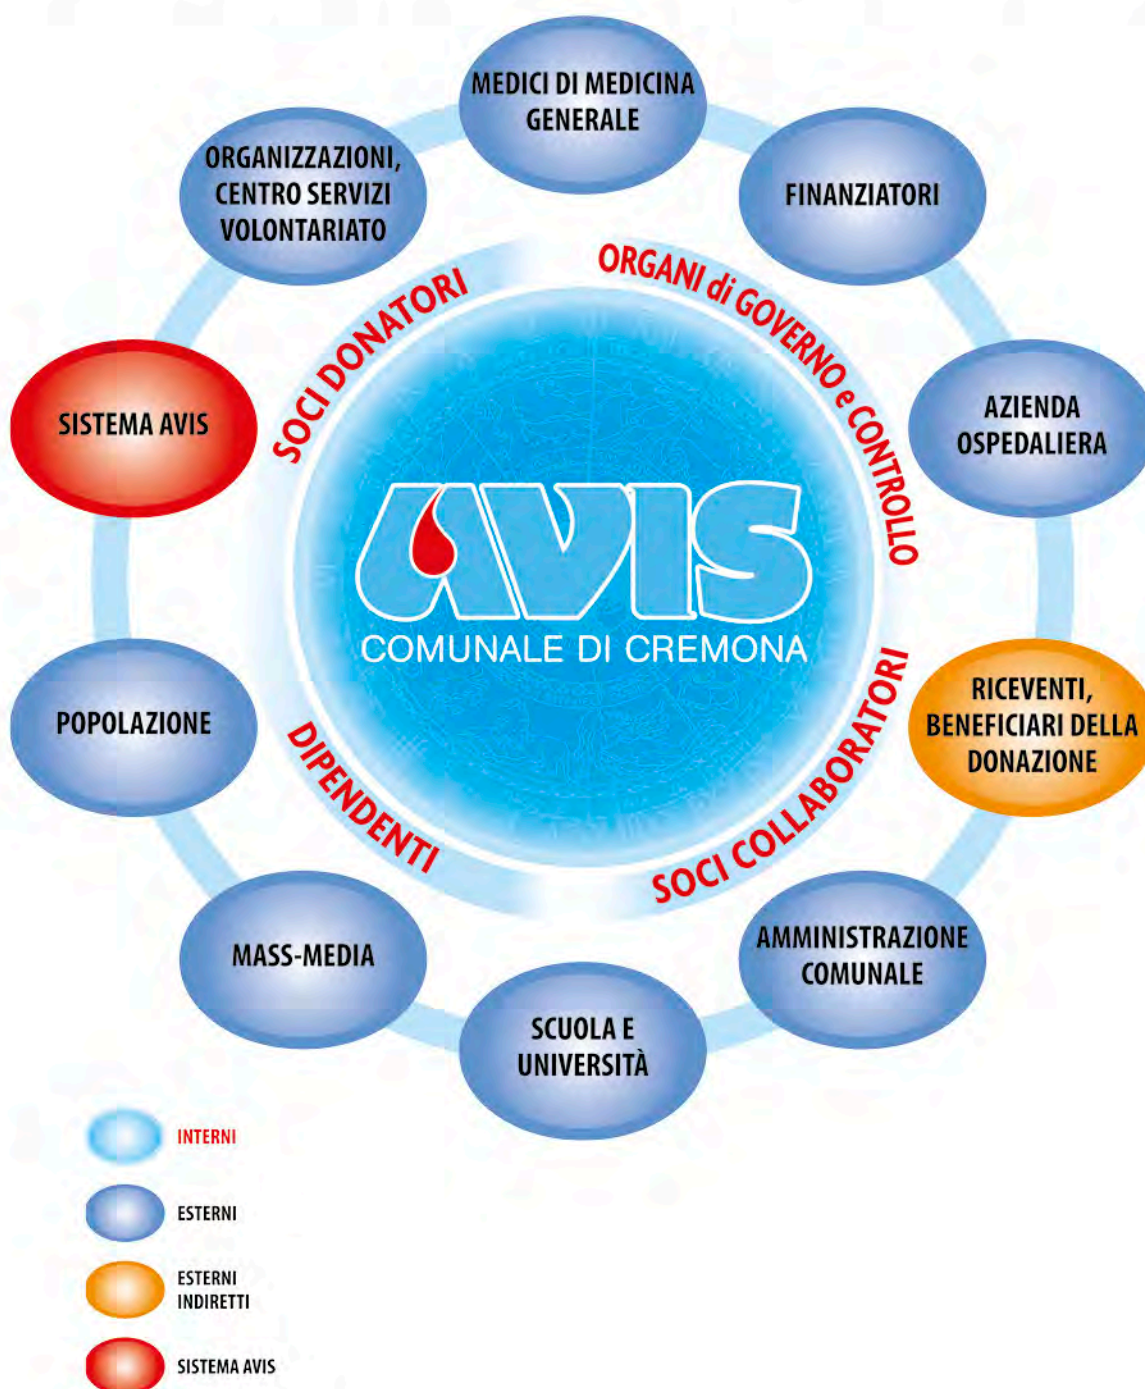 MEDICI DI MEDICINA
GENERALE
ORGANIZZAZIONI,
CENTRO SERVIZI
VOLONTARIATO
FINANZIATORI
SOCI DONATORI
ORGANI di GOVERNO e CONTROLLO
SISTEMA AVIS
AZIENDA
OSPEDALIERA
AVIS
COMUNALE DI CREMONA
POPOLAZIONE
RICEVENTI,
BENEFICIARI DELLA
DONAZIONE
DIPENDENTI
SOCI COLLABORATORI
MASS-MEDIA
AMMINISTRAZIONE
COMUNALE
SCUOLA E
UNIVERSITÀ
INTERNI
ESTERNI
ESTERNI
INDIRETTI
SISTEMA AVIS